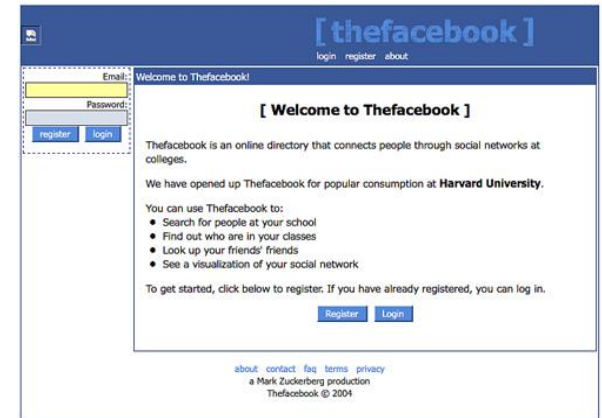 [ thefacebook ]
login register about
Email:
Password:
register login
Welcome to Thefacebook!
[ Welcome to Thefacebook ]
Thefacebook is an online directory that connects people through social networks at
colleges.
We have opened up Thefacebook for popular consumption at Harvard University.
You can use Thefacebook to:
● Search for people at your school
● Find out who are in your classes
● Look up your friends' friends
● See a visualization of your social network
To get started, click below to register. If you have already registered, you can log in.
Register Login
about contact faq terms privacy
a Mark Zuckerberg production
Thefacebook © 2004